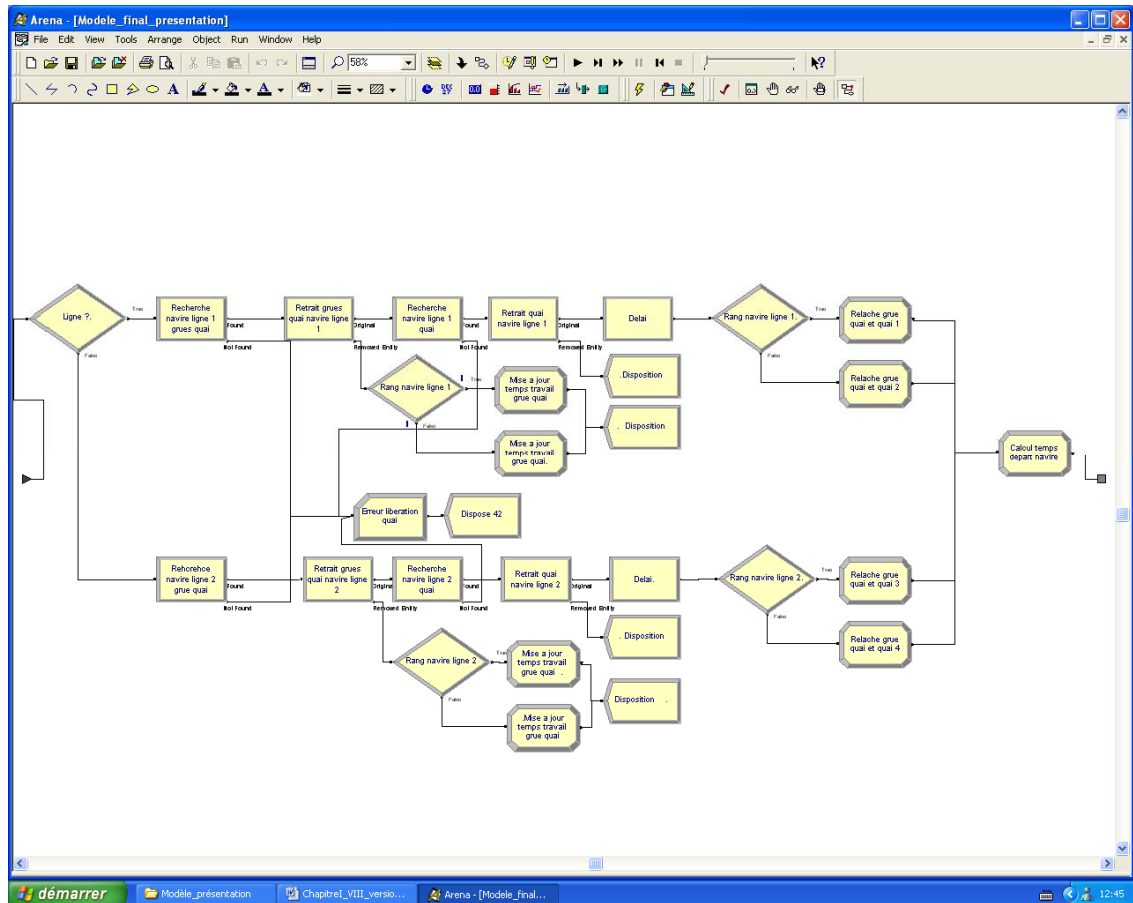 Arena - [Modele_final_presentation]
File Edit View Tools Arrange Object Run Window Help
58%
Ligne ?.
True
False
Recherche
navire ligne 1
grues quai
Found
Not Found
Retrait grues
quai navire ligne
1
Original
Removed Entity
Recherche
navire ligne 1
quai
Found
Not Found
Retrait quai
navire ligne 1
Original
Removed Entity
Delai
Rang navire ligne 1.
True
False
Relache grue
quai et quai 1
Relache grue
quai et quai 2
Rang navire ligne 1
True
False
Mise a jour
temps travail
grue quai
Mise a jour
temps travail
grue quai.
.Disposition
. Disposition
Calcul temps
depart navire
Erreur liberation
quai
Dispose 42
Rehcrehce
navire ligne 2
grue quai
Found
Not Found
Retrait grues
quai navire ligne
2
Original
Removed Entity
Recherche
navire ligne 2
quai
Found
Not Found
Retrait quai
navire ligne 2
Original
Removed Entity
Delai.
Rang navire ligne 2.
True
False
Relache grue
quai et quai 3
Relache grue
quai et quai 4
. Disposition
Rang navire ligne 2
True
False
Mise a jour
temps travail
grue quai .
.Mise a jour
temps travail
grue quai
Disposition .
démarrer
Modèle_présentation
ChapitreI_VIII_versio...
Arena - [Modele_final...
12:45